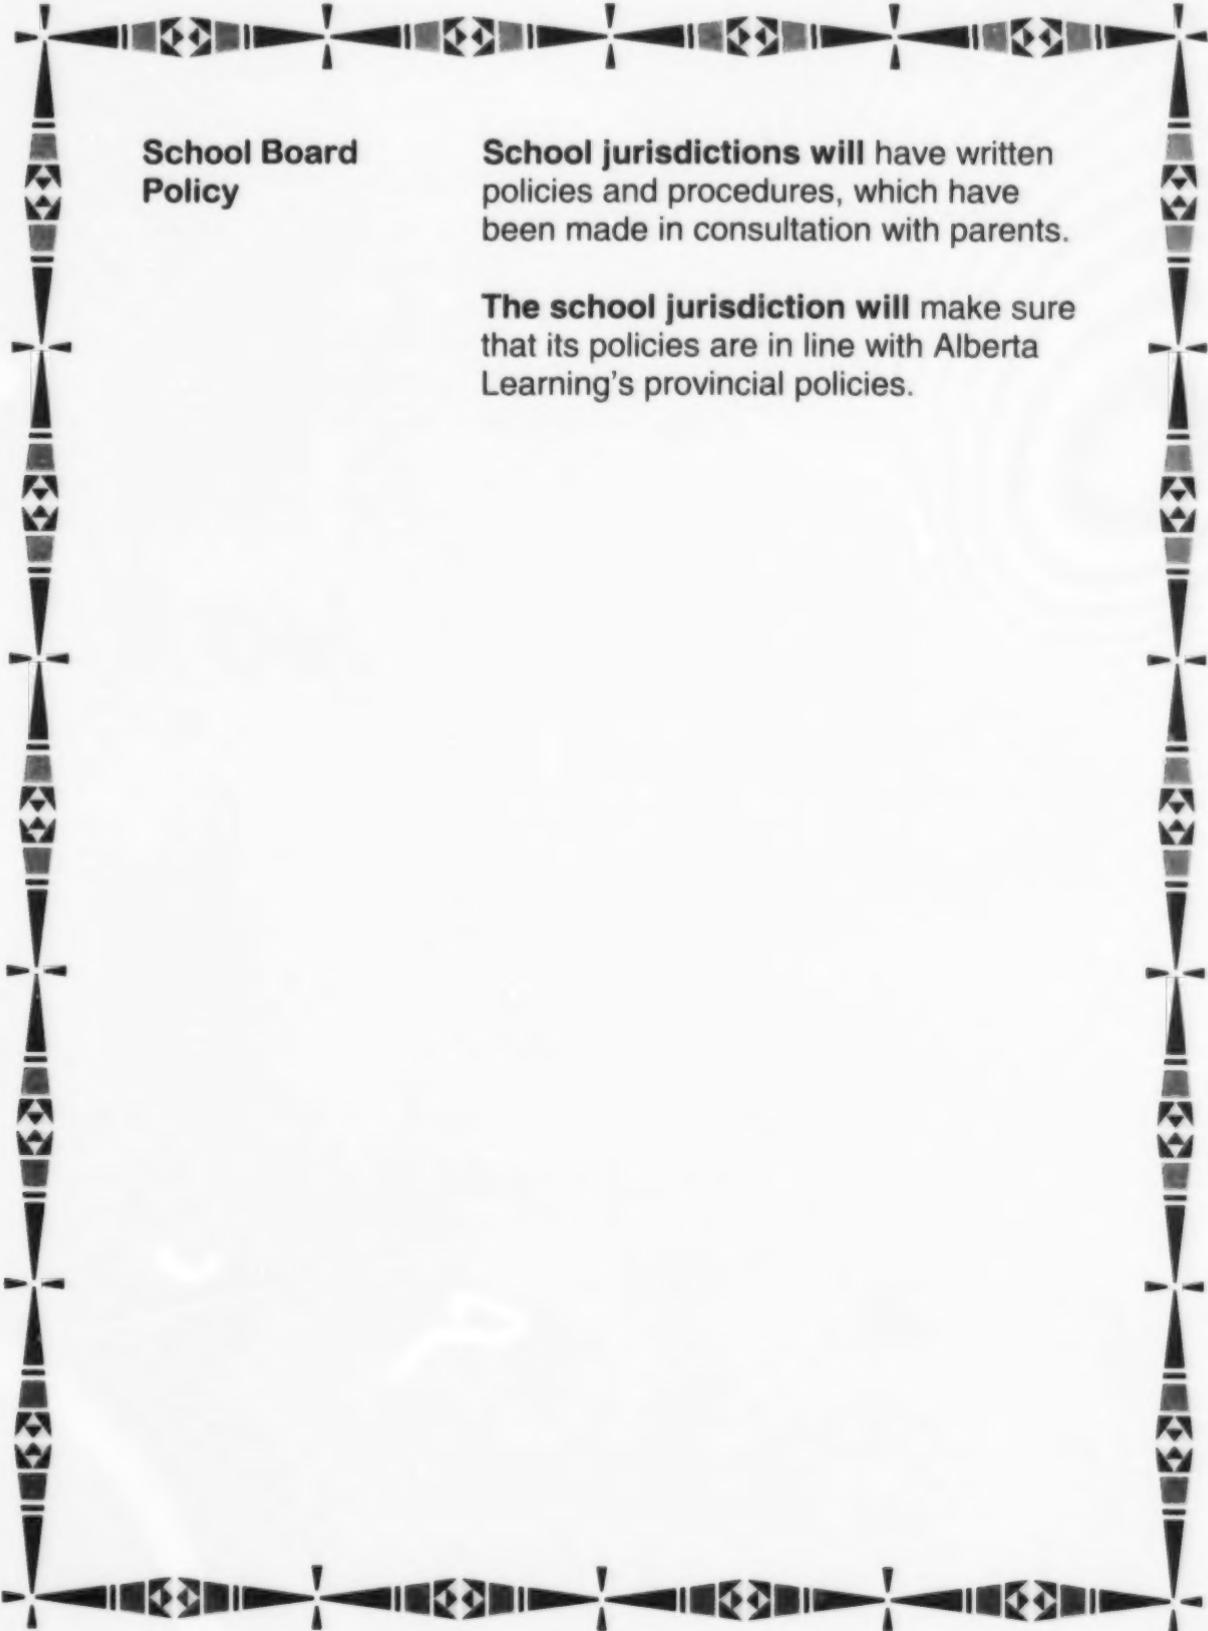 School Board
Policy
School jurisdictions will have written
policies and procedures, which have
been made in consultation with parents.
The school jurisdiction will make sure
that its policies are in line with Alberta
Learning's provincial policies.